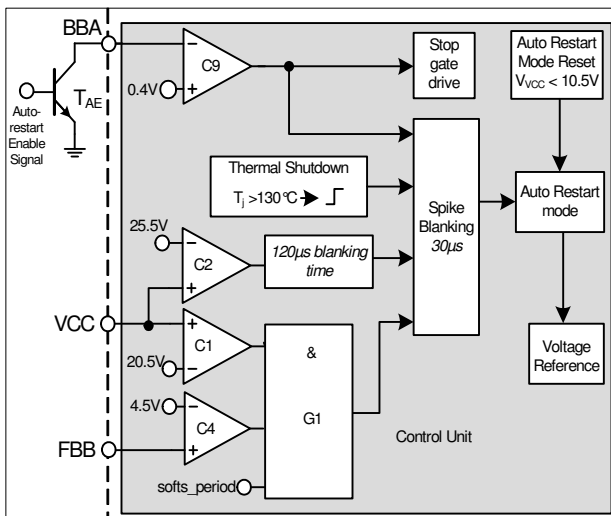 BBA
C9
−
+
0.4V
T_AE
Auto-
restart
Enable
Signal
Stop
gate
drive
Auto Restart
Mode Reset
V_VCC < 10.5V
Thermal Shutdown
T_j >130°C
Spike
Blanking
30µs
Auto Restart
mode
25.5V
−
C2
+
120µs blanking
time
VCC
+
C1
−
20.5V
&
G1
Voltage
Reference
4.5V
−
C4
+
FBB
Control Unit
softs_period